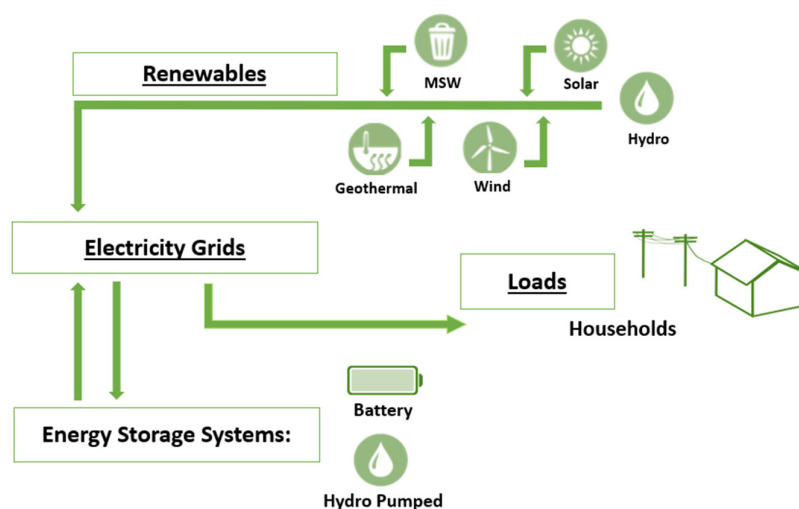 Renewables
MSW
Solar
Hydro
Geothermal
Wind
Electricity Grids
Loads
Households
Battery
Energy Storage Systems:
Hydro Pumped